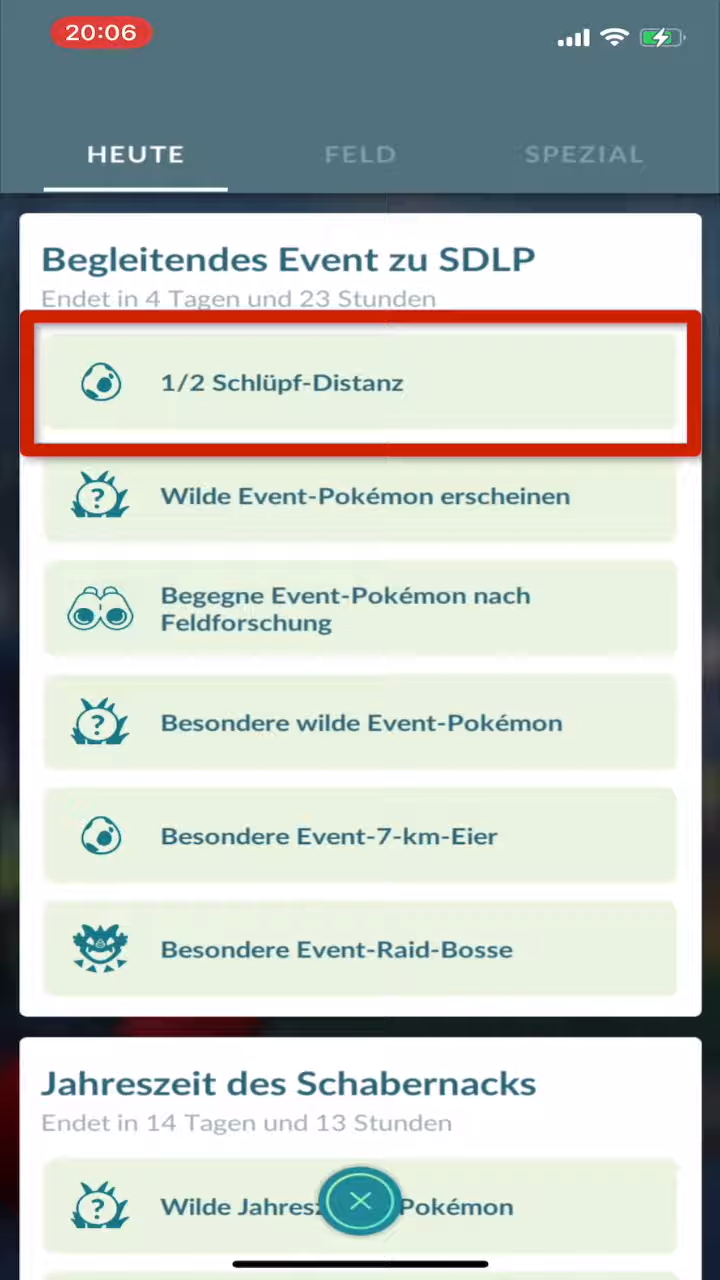 20:06
HEUTE
FELD
SPEZIAL
Begleitendes Event zu SDLP
Endet in 4 Tagen und 23 Stunden
1/2 Schlüpf-Distanz
Wilde Event-Pokémon erscheinen
Begegne Event-Pokémon nach
Feldforschung
Besondere wilde Event-Pokémon
Besondere Event-7-km-Eier
Besondere Event-Raid-Bosse
Jahreszeit des Schabernacks
Endet in 14 Tagen und 13 Stunden
Wilde Pokémon